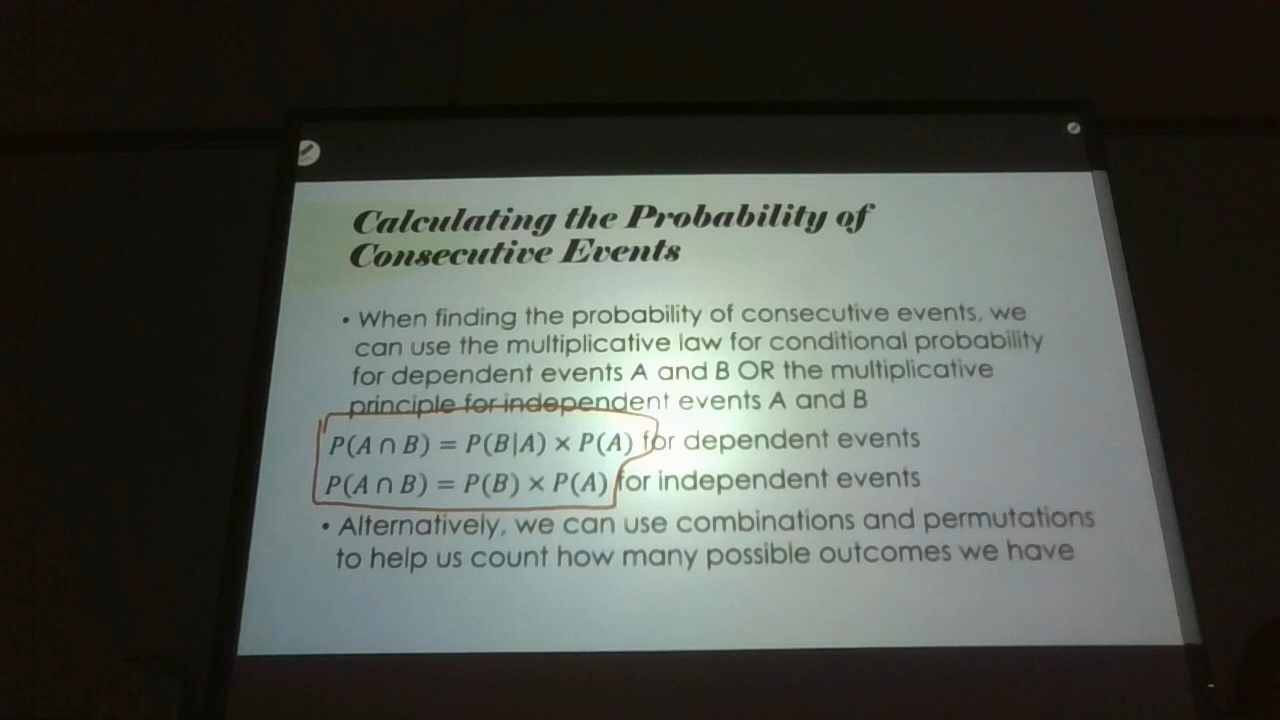 Calculating the Probability of
Consecutive Events
• When finding the probability of consecutive events, we
can use the multiplicative law for conditional probability
for dependent events A and B OR the multiplicative
principle for independent events A and B
P(A ∩ B) = P(B|A) × P(A) for dependent events
P(A ∩ B) = P(B) × P(A) for independent events
• Alternatively, we can use combinations and permutations
to help us count how many possible outcomes we have